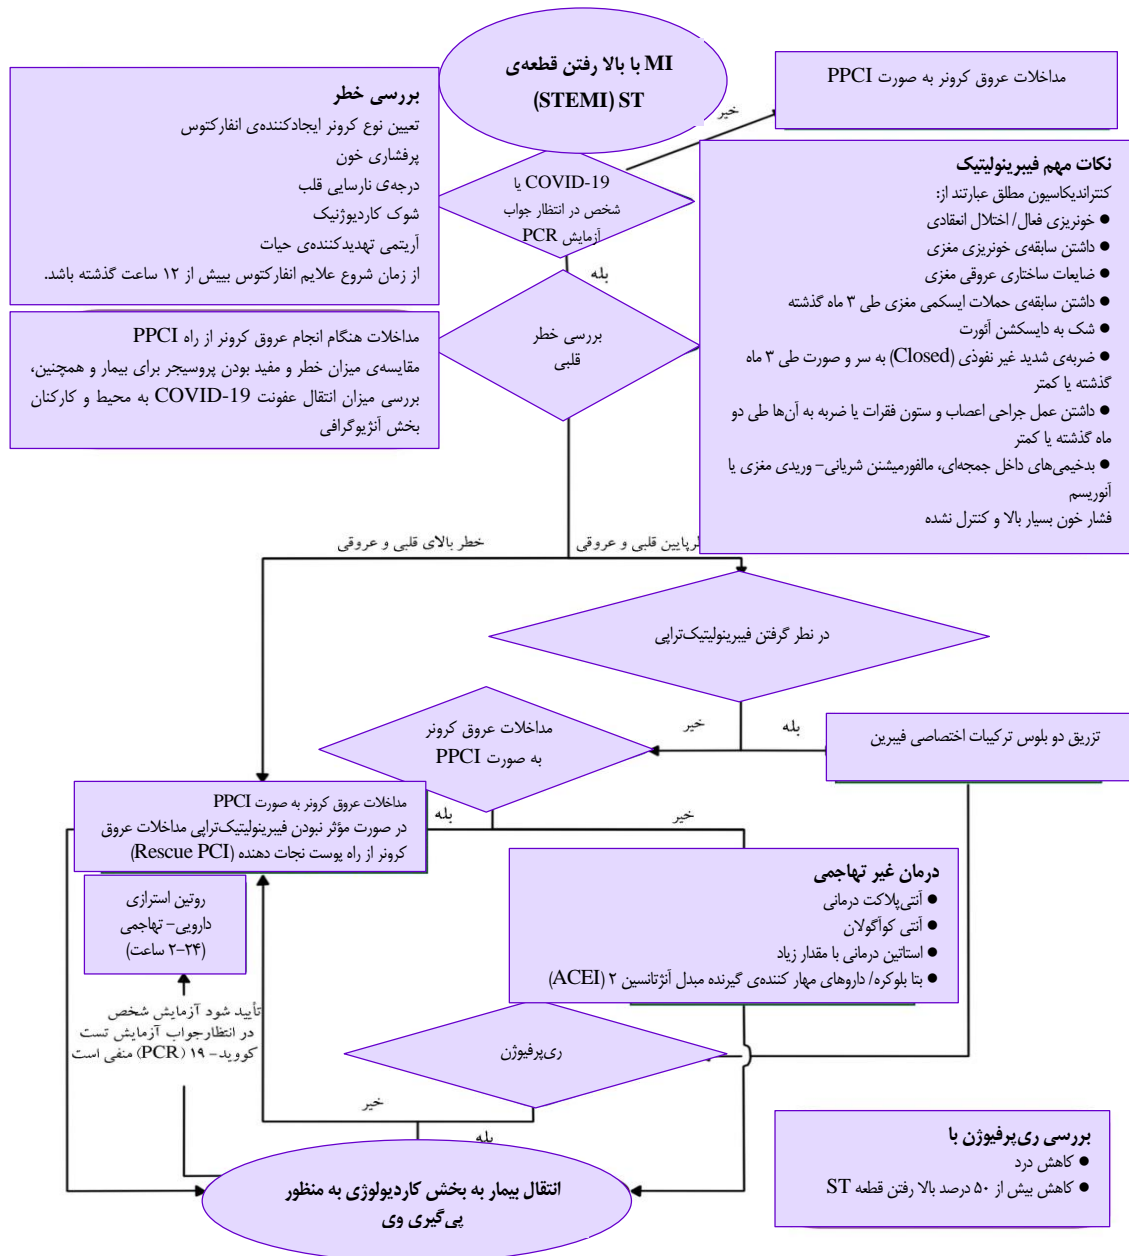 MI با بالا رفتن قطعه‌ی
ST (STEMI)
خیر
مداخلات عروق کرونر به صورت PPCI
بررسی خطر
تعیین نوع کرونر ایجادکننده‌ی انفارکتوس
پرفشاری خون
درجه‌ی نارسایی قلب
شوک کاردیوژنیک
آریتمی تهدیدکننده‌ی حیات
از زمان شروع علایم انفارکتوس بییش از ۱۲ ساعت گذشته باشد.
COVID-19 یا
شخص در انتظار جواب
آزمایش PCR
بله
نکات مهم فیبرینولیتیک
کنتراندیکاسیون مطلق عبارتند از:
● خونریزی فعال/ اختلال انعقادی
● داشتن سابقه‌ی خونریزی مغزی
● ضایعات ساختاری عروقی مغزی
● داشتن سابقه‌ی حملات ایسکمی مغزی طی ۳ ماه گذشته
● شک به دایسکشن آئورت
● ضربه‌ی شدید غیر نفوذی (Closed) به سر و صورت طی ۳ ماه
گذشته یا کمتر
● داشتن عمل جراحی اعصاب و ستون فقرات یا ضربه به آن‌ها طی دو
ماه گذشته یا کمتر
● بدخیمی‌های داخل جمجه‌ای، مالفورمیشنن شریانی– وریدی مغزی یا
آنوریسم
فشار خون بسیار بالا و کنترل نشده
بررسی خطر
قلبی
مداخلات هنگام انجام عروق کرونر از راه PPCI
مقایسه‌ی میزان خطر و مفید بودن پروسیجر برای بیمار و همچنین،
بررسی میزان انتقال عفونت COVID-19 به محیط و کارکنان
بخش آنژیوگرافی
خطر بالای قلبی و عروقی
طرپایین قلبی و عروقی
در نطر گرفتن فیبرینولیتیک‌تراپی
خیر
بله
مداخلات عروق کرونر
به صورت PPCI
تزریق دو بلوس ترکیبات اختصاصی فیبرین
بله
خیر
مداخلات عروق کرونر به صورت PPCI
در صورت مؤثر نبودن فیبرینولیتیک‌تراپی مداخلات عروق
کرونر از راه پوست نجات دهنده (Rescue PCI)
درمان غیر تهاجمی
● آنتی‌پلاکت درمانی
● آنتی کوآگولان
● استاتین درمانی با مقدار زیاد
● بتا بلوکره/ داروهای مهار کننده‌ی گیرنده مبدل آنژتانسین ۲ (ACEI)
روتین استرازی
دارویی– تهاجمی
(۲–۲۴ ساعت)
تأیید شود آزمایش شخص
در انتظارجواب آزمایش تست
کووید- ۱۹ (PCR) منفی است
ری‌پرفیوژن
خیر
بله
بررسی ری‌پرفیوژن با
● کاهش درد
● کاهش بیش از ۵۰ درصد بالا رفتن قطعه ST
انتقال بیمار به بخش کاردیولوژی به منظور
پی‌گیری وی